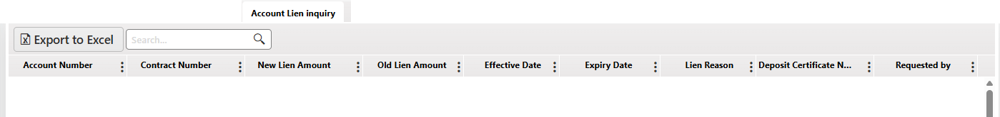 Account Lien inquiry
Export to Excel Search...
Account Number Contract Number New Lien Amount Old Lien Amount Effective Date Expiry Date Lien Reason Deposit Certificate N... Requested by